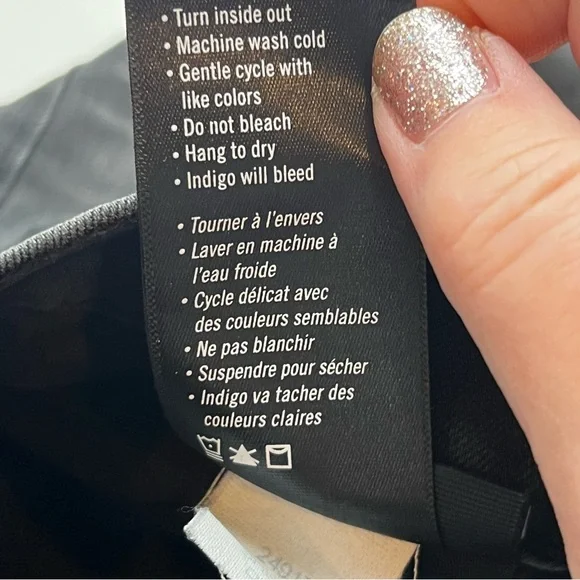 • Turn inside out
• Machine wash cold
• Gentle cycle with
like colors
• Do not bleach
• Hang to dry
• Indigo will bleed
• Tourner à l'envers
• Laver en machine à
l'eau froide
• Cycle délicat avec
des couleurs semblables
• Ne pas blanchir
• Suspendre pour sécher
• Indigo va tacher des
couleurs claires